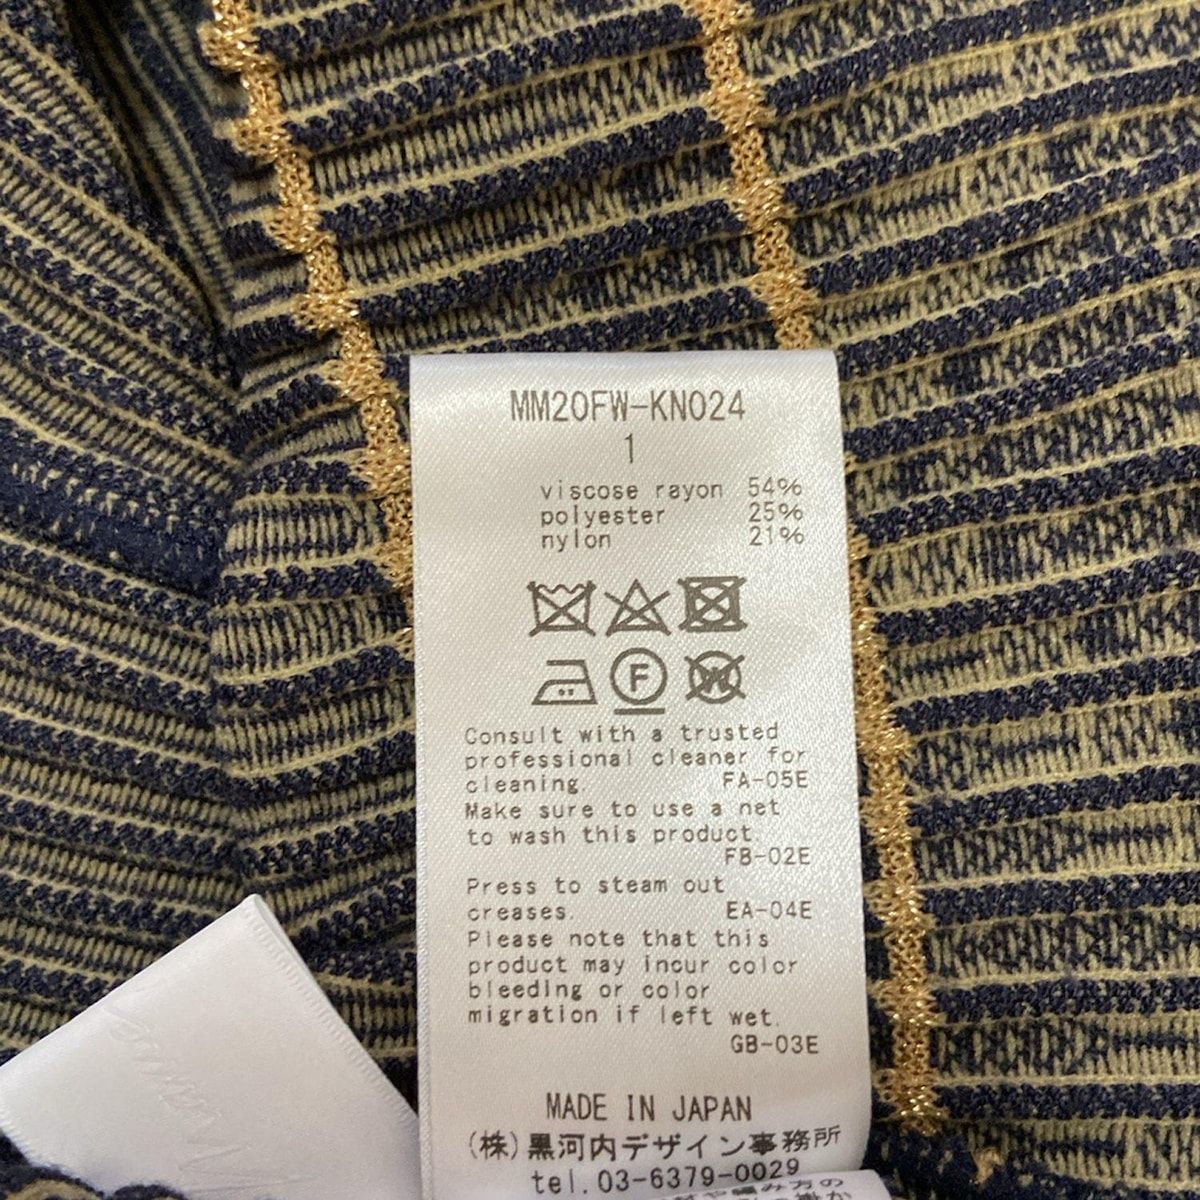 MM20FW-KN024
1
viscose rayon 54%
polyester 25%
nylon 21%
F
W
Consult with a trusted
professional cleaner for
cleaning. FA-05E
Make sure to use a net
to wash this product.
FB-02E
Press to steam out
creases. EA-04E
Please note that this
product may incur color
bleeding or color
migration if left wet.
GB-03E
MADE IN JAPAN
(株)黒河内デザイン事務所
tel.03-6379-0029